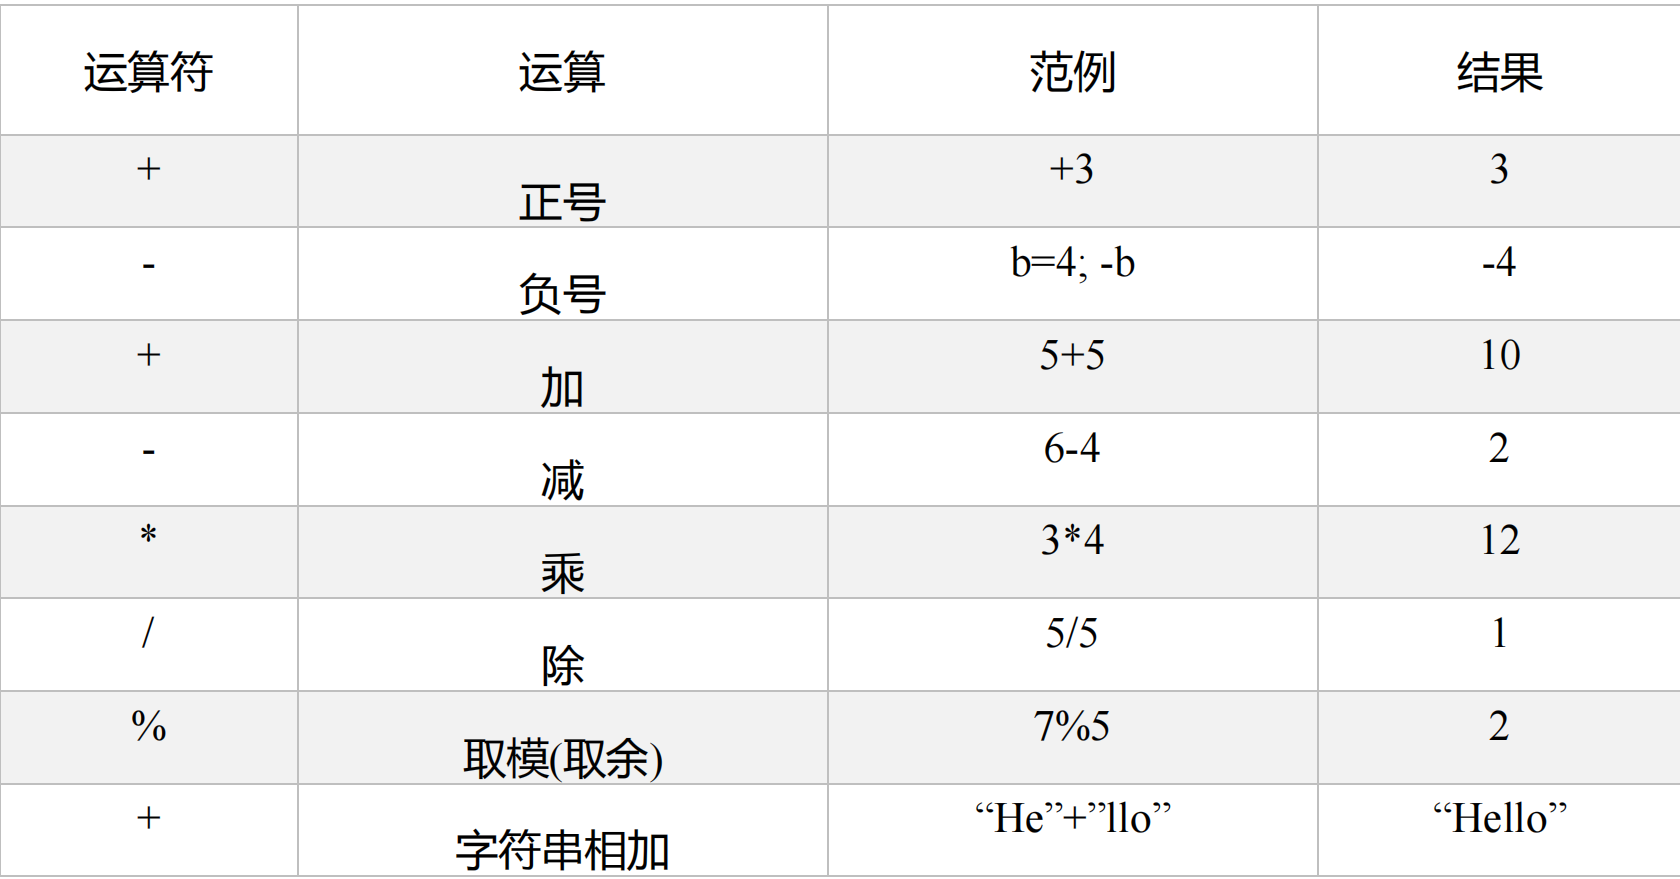 运算符 运算 范例 结果
+ 正号 +3 3
- 负号 b=4; -b -4
+ 加 5+5 10
- 减 6-4 2
* 乘 3*4 12
/ 除 5/5 1
% 取模(取余) 7%5 2
+ 字符串相加 “He”+”llo” “Hello”